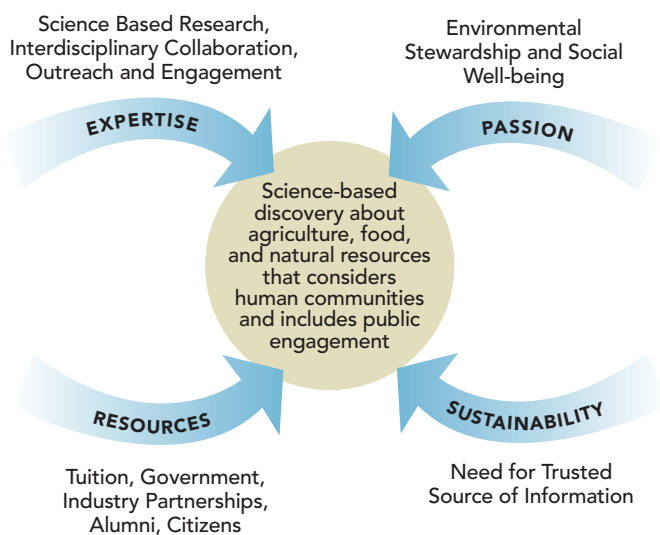 Science Based Research,
Interdisciplinary Collaboration,
Outreach and Engagement
EXPERTISE
Environmental
Stewardship and Social
Well-being
PASSION
Science-based
discovery about
agriculture, food,
and natural resources
that considers
human communities
and includes public
engagement
RESOURCES
Tuition, Government,
Industry Partnerships,
Alumni, Citizens
SUSTAINABILITY
Need for Trusted
Source of Information